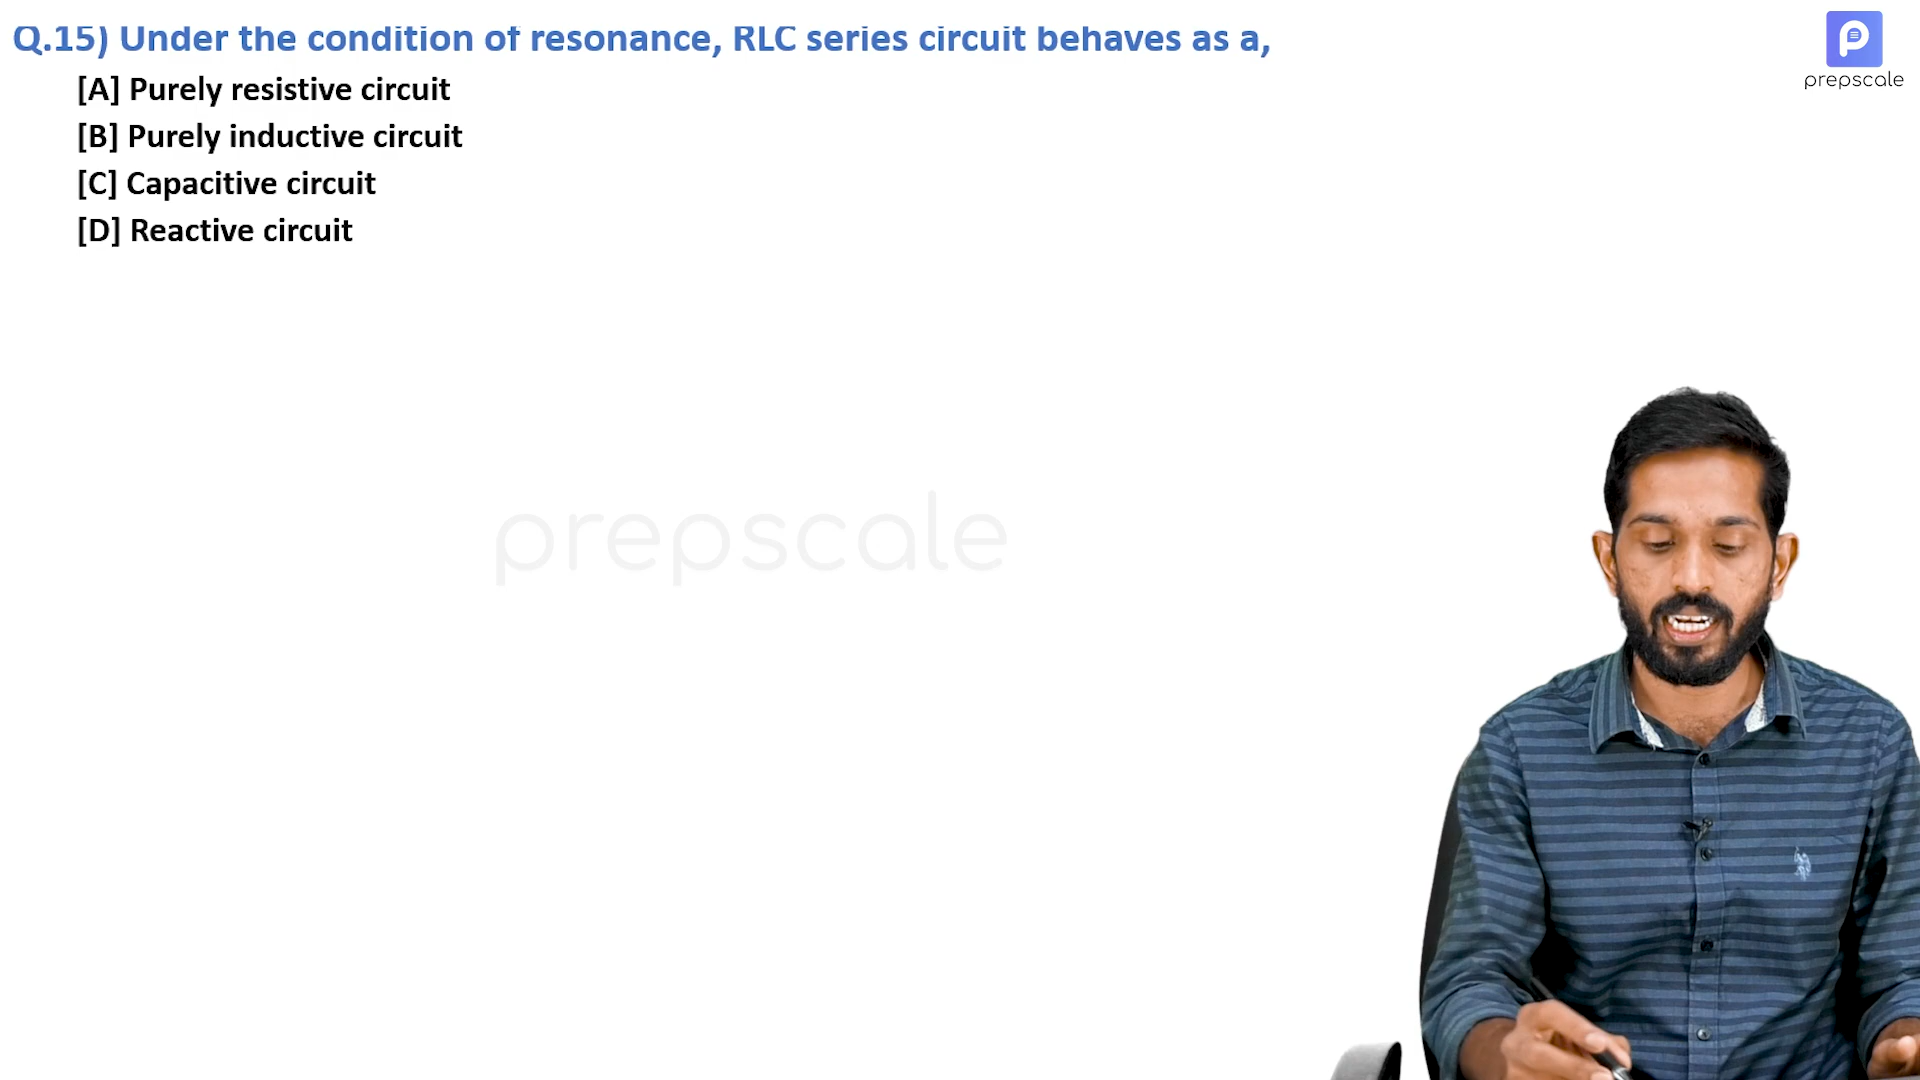 Q.15) Under the condition of resonance, RLC series circuit behaves as a,
[A] Purely resistive circuit
[B] Purely inductive circuit
[C] Capacitive circuit
[D] Reactive circuit
P
prepscale
prepscale